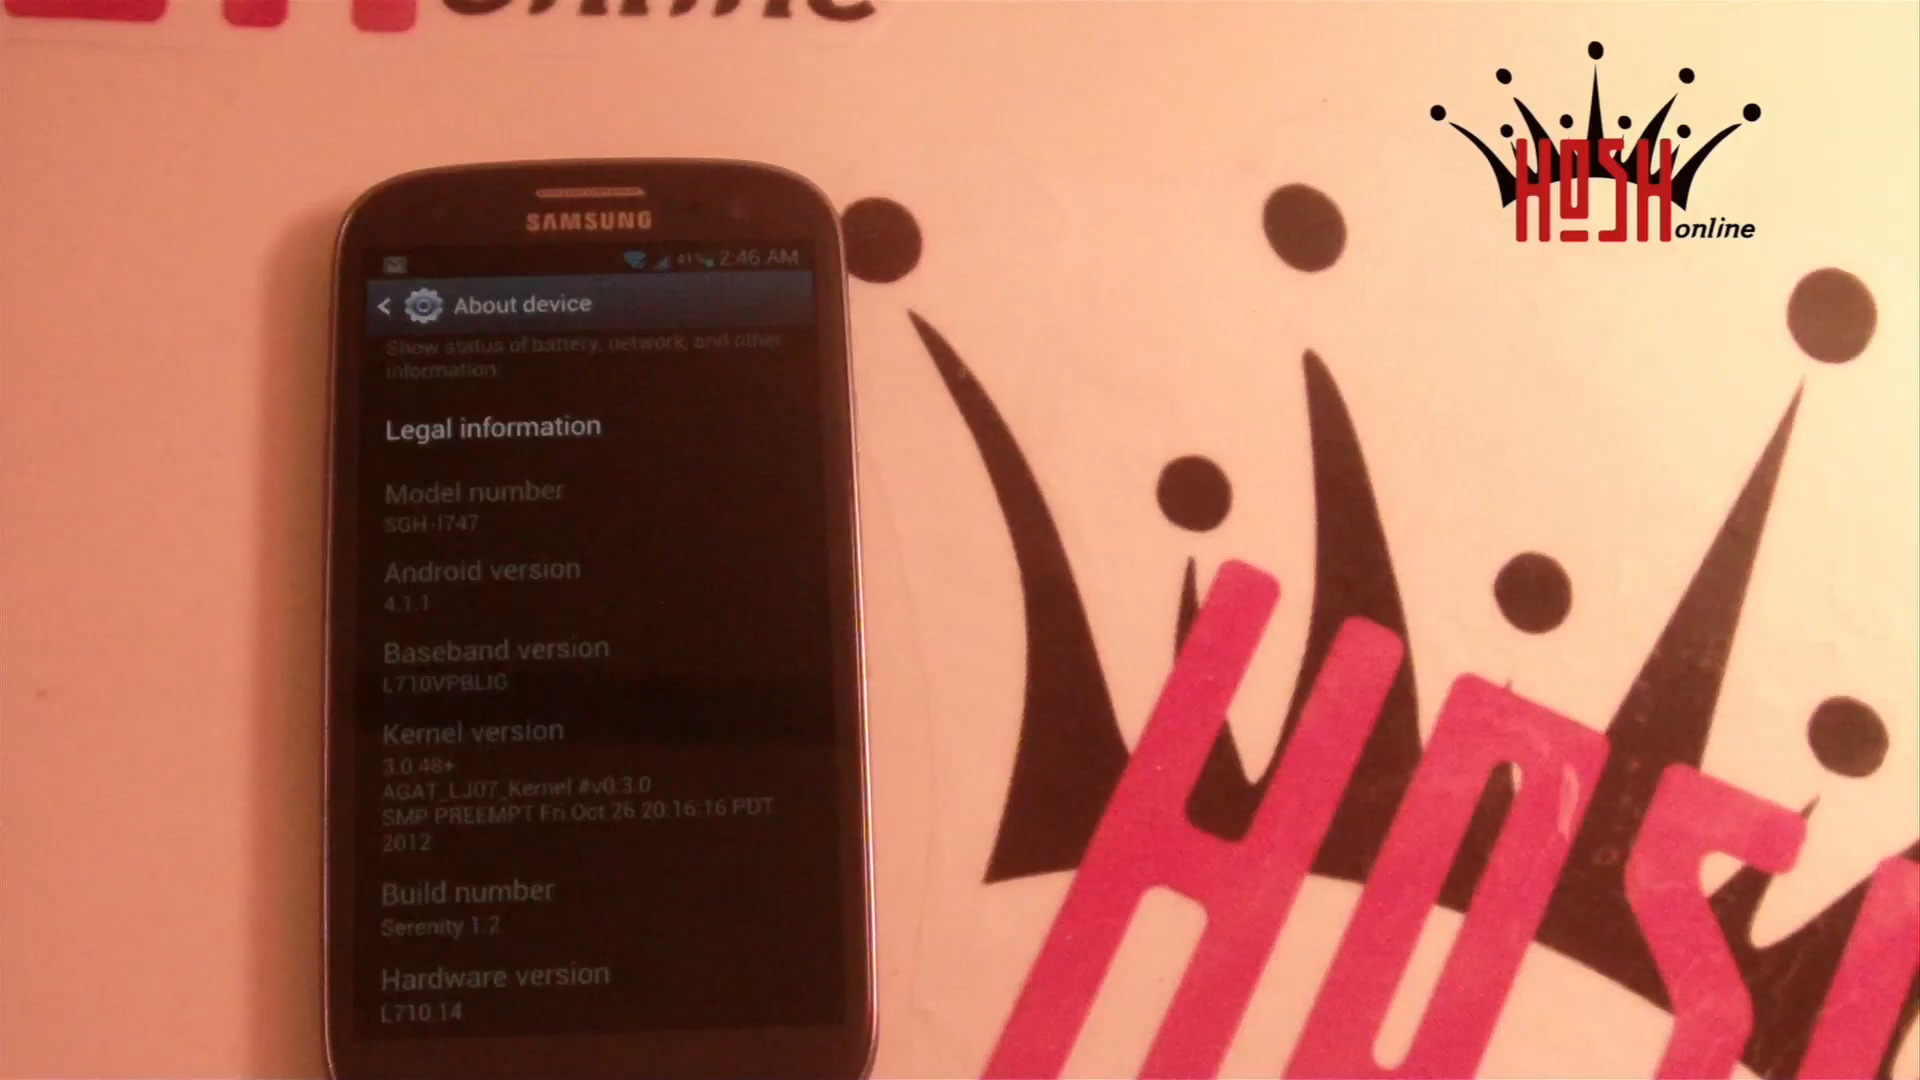 online
HOSH online
SAMSUNG
41% 2:46 AM
About device
Show status of battery, network, and other
information.
Legal information
Model number
SGH-I747
Android version
4.1.1
Baseband version
L710VPBLIG
Kernel version
3.0.48+
AGAT_LJ07_Kernel #v0.3.0
SMP PREEMPT Fri Oct 26 20:16:16 PDT
2012
Build number
Serenity 1.2
Hardware version
L710.14
HOSH